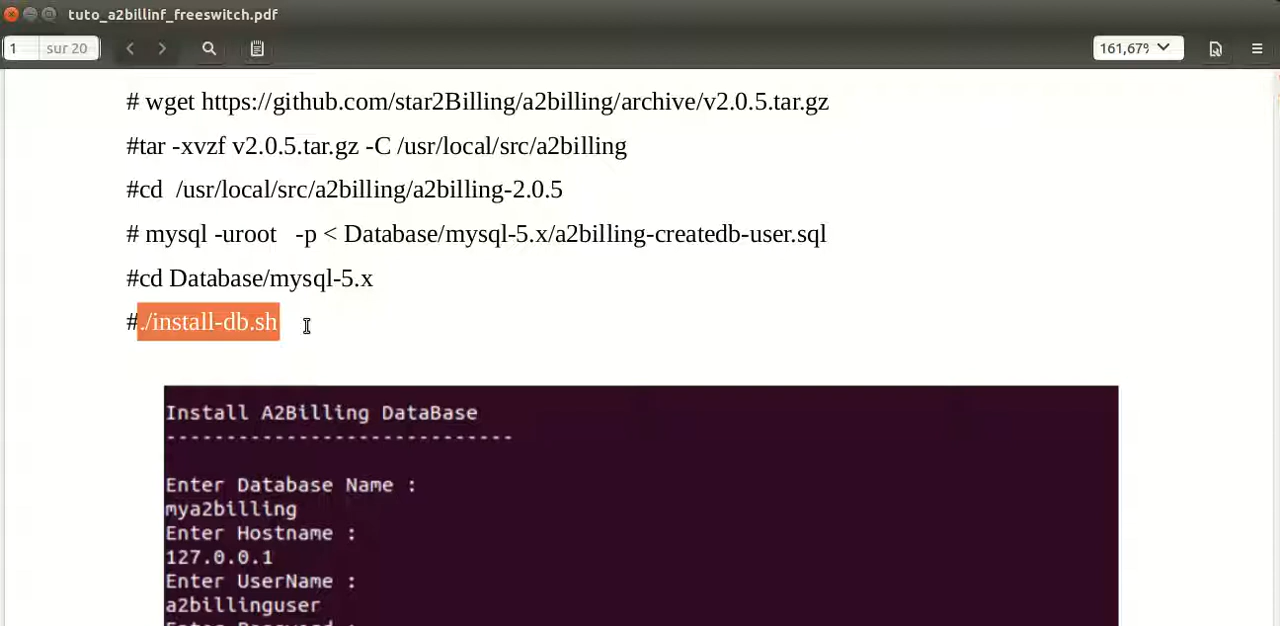 tuto_a2billinf_freeswitch.pdf
1 sur 20 161,67%
# wget https://github.com/star2Billing/a2billing/archive/v2.0.5.tar.gz
#tar -xvzf v2.0.5.tar.gz -C /usr/local/src/a2billing
#cd /usr/local/src/a2billing/a2billing-2.0.5
# mysql -uroot -p < Database/mysql-5.x/a2billing-createdb-user.sql
#cd Database/mysql-5.x
#./install-db.sh
Install A2Billing DataBase
-----------------------------
Enter Database Name :
mya2billing
Enter Hostname :
127.0.0.1
Enter UserName :
a2billinguser
Enter Password :